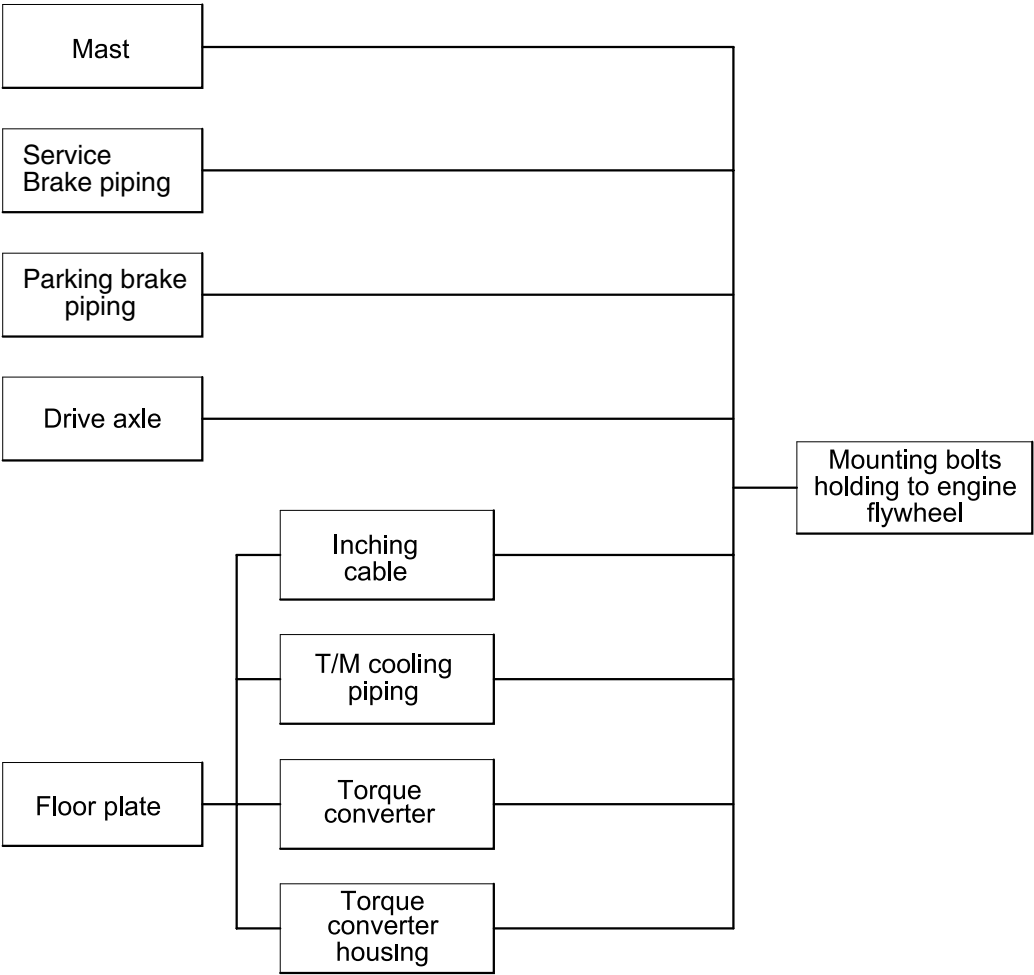 Mast
Service
Brake piping
Parking brake
piping
Drive axle
Mounting bolts
holding to engine
flywheel
Inching
cable
T/M cooling
piping
Floor plate
Torque
converter
Torque
converter
housing